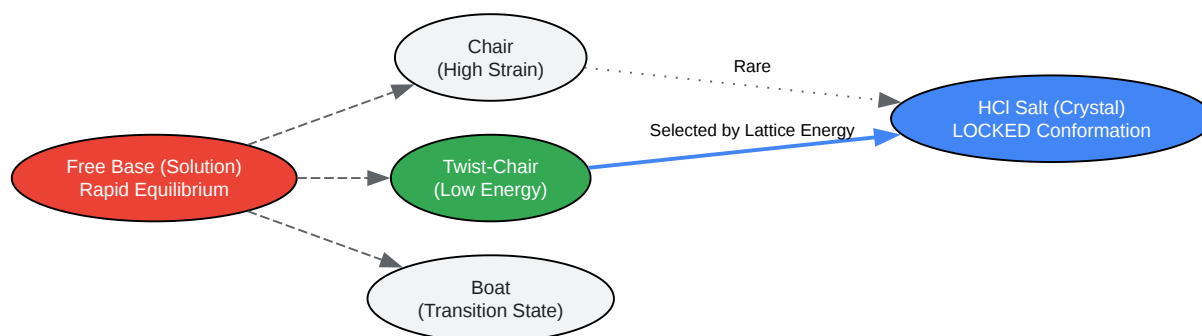 Chair
(High Strain)
Rare
HCl Salt (Crystal)
LOCKED Conformation
Selected by Lattice Energy
Free Base (Solution)
Rapid Equilibrium
Twist-Chair
(Low Energy)
Boat
(Transition State)